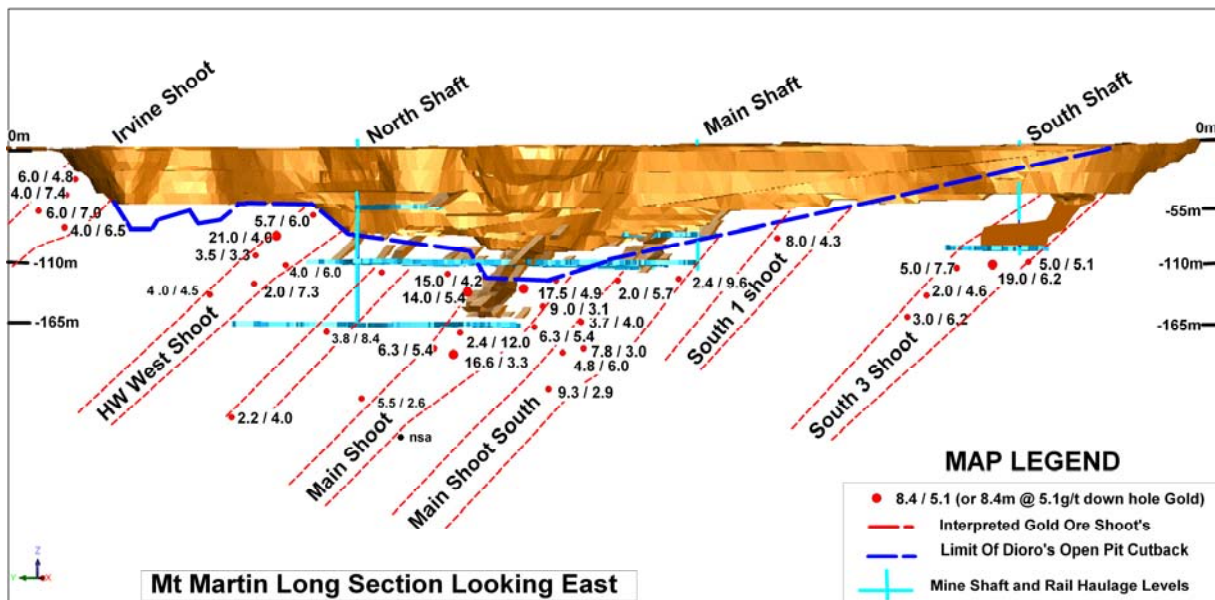 Irvine Shoot
North Shaft
Main Shaft
South Shaft
0m
0m
-55m
-110m
-110m
-165m
-165m
6.0 / 4.8
4.0 / 7.4
6.0 / 7.0
4.0 / 6.5
5.7 / 6.0
21.0 / 4.0
3.5 / 3.3
4.0 / 6.0
4.0 / 4.5
2.0 / 7.3
15.0 / 4.2
14.0 / 5.4
17.5 / 4.9
2.0 / 5.7
2.4 / 9.6
8.0 / 4.3
9.0 / 3.1
3.7 / 4.0
5.0 / 7.7
5.0 / 5.1
19.0 / 6.2
2.0 / 4.6
3.0 / 6.2
3.8 / 8.4
2.4 / 12.0
6.3 / 5.4
6.3 / 5.4
16.6 / 3.3
7.8 / 3.0
4.8 / 6.0
9.3 / 2.9
2.2 / 4.0
5.5 / 2.6
nsa
HW West Shoot
Main Shoot
Main Shoot South
South 1 shoot
South 3 Shoot
MAP LEGEND
8.4 / 5.1 (or 8.4m @ 5.1g/t down hole Gold)
Interpreted Gold Ore Shoot's
Limit Of Dioro's Open Pit Cutback
Mine Shaft and Rail Haulage Levels
Z
Y
X
Mt Martin Long Section Looking East